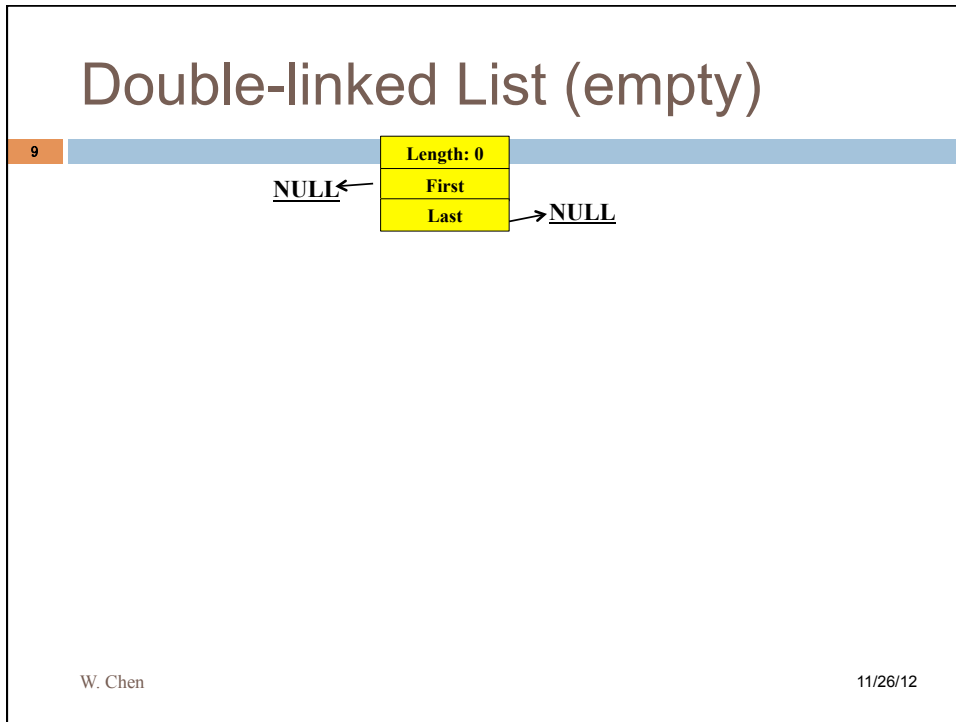 Double-linked List (empty)
9
Length: 0
NULL
First
Last
NULL
W. Chen
11/26/12